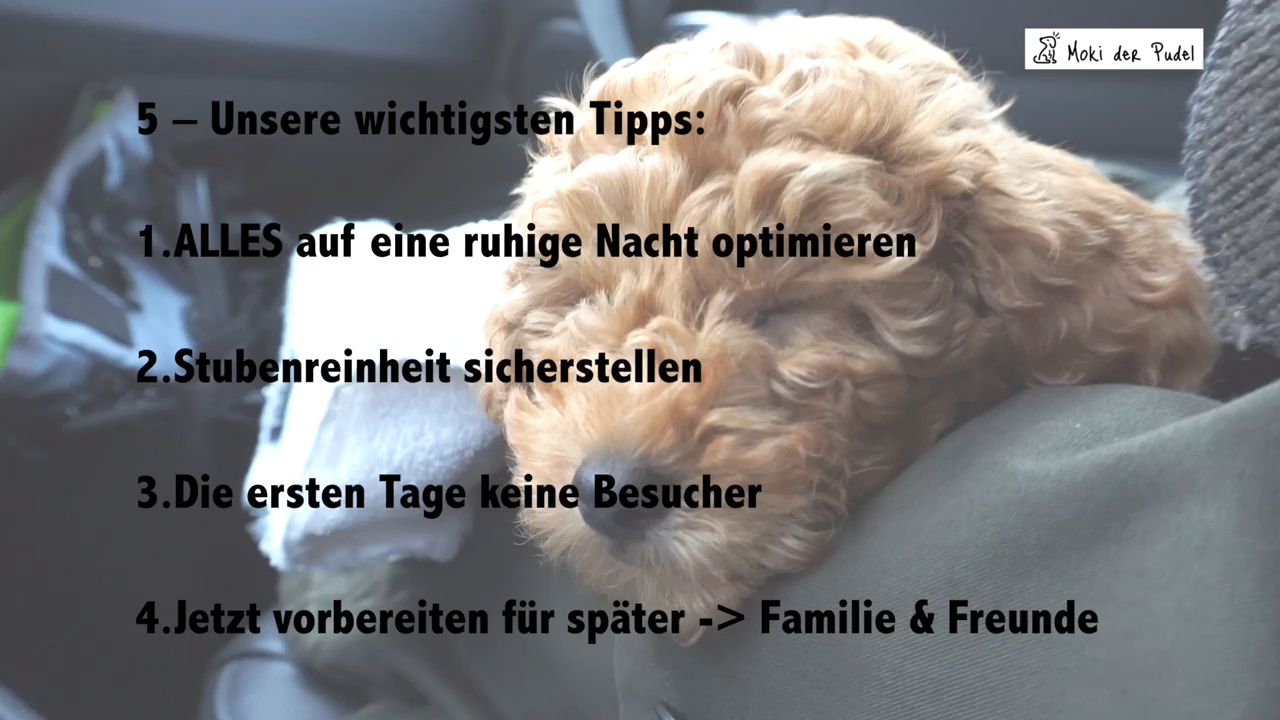 Moki der Pudel
5 – Unsere wichtigsten Tipps:
1.ALLES auf eine ruhige Nacht optimieren
2.Stubenreinheit sicherstellen
3.Die ersten Tage keine Besucher
4.Jetzt vorbereiten für später -> Familie & Freunde